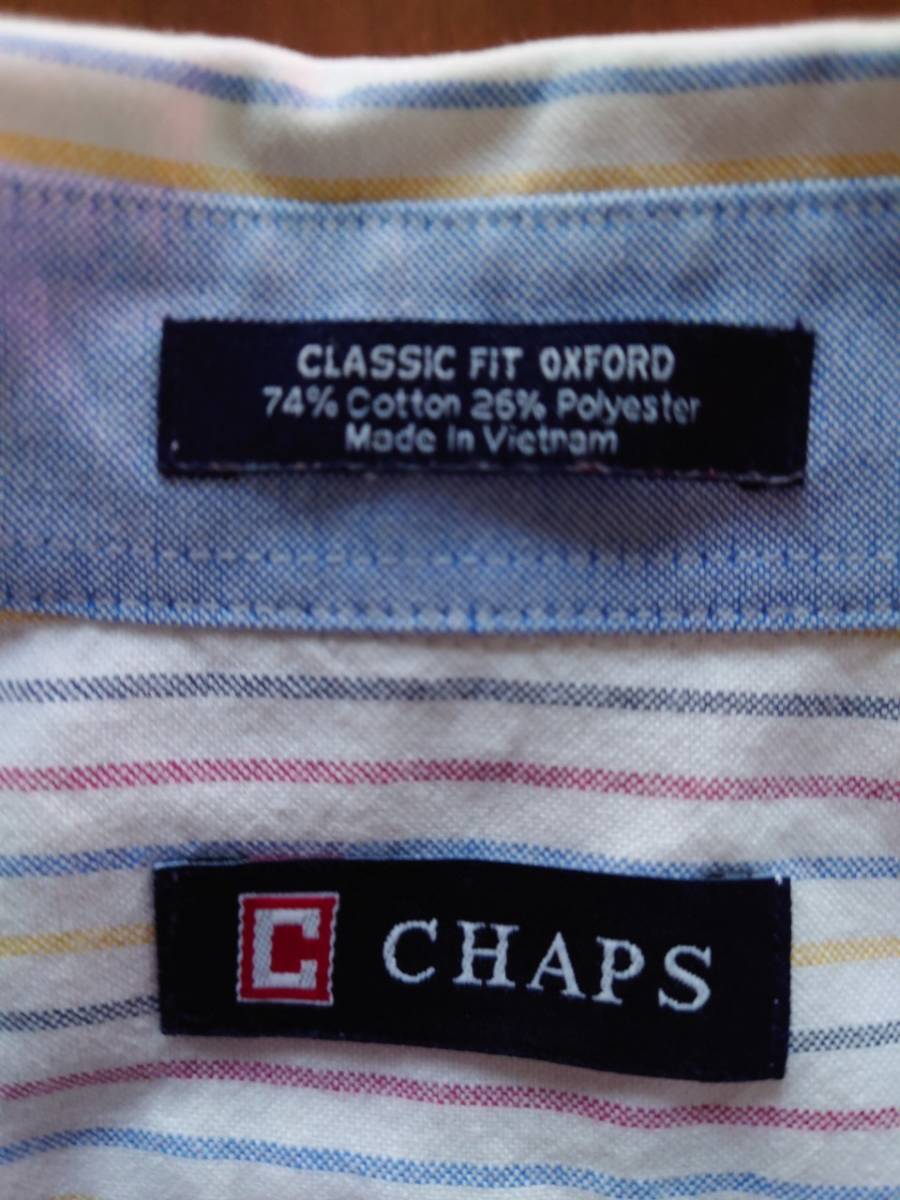 CLASSIC FIT OXFORD
74% Cotton 26% Polyester
Made In Vietnam
C CHAPS